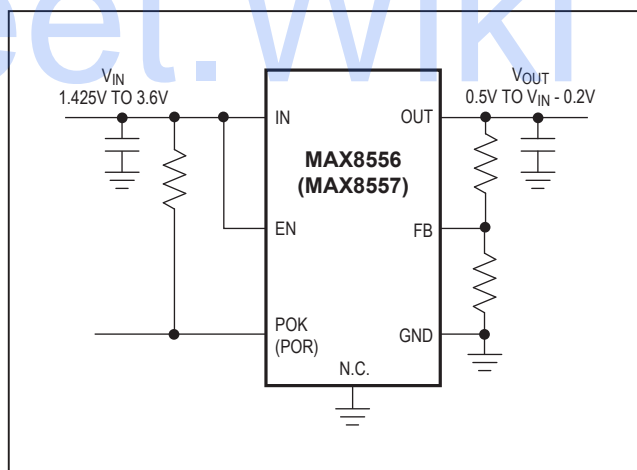 eet.Wiki
VIN
1.425V TO 3.6V
VOUT
0.5V TO VIN - 0.2V
IN
OUT
MAX8556
(MAX8557)
EN
FB
POK
(POR)
GND
N.C.